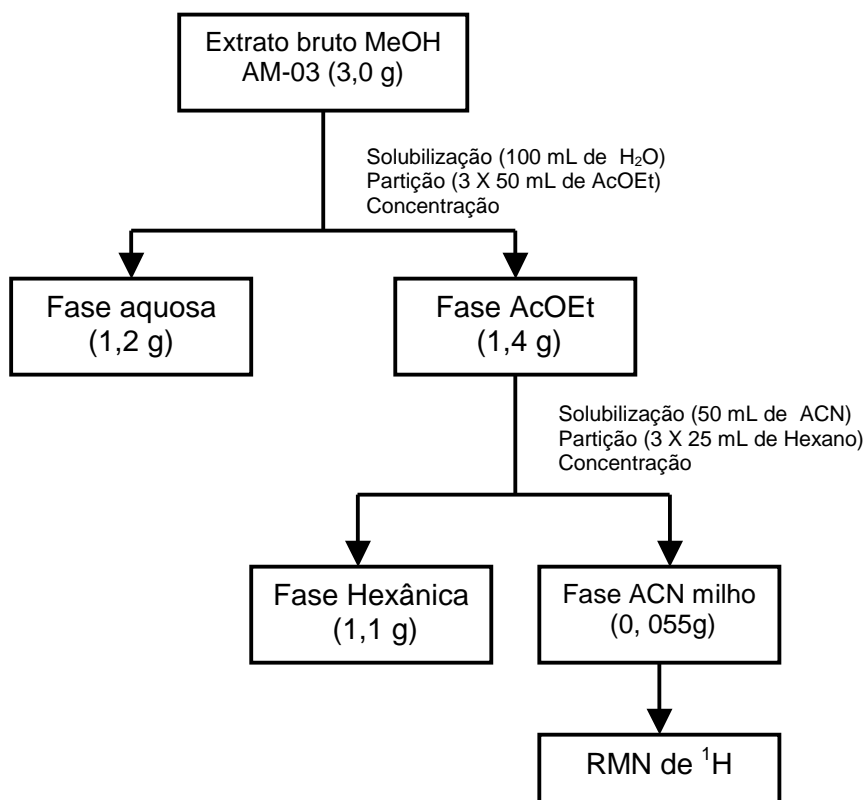 Extrato bruto MeOH
AM-03 (3,0 g)
Solubilização (100 mL de H₂O)
Partição (3 X 50 mL de AcOEt)
Concentração
Fase aquosa
(1,2 g)
Fase AcOEt
(1,4 g)
Solubilização (50 mL de ACN)
Partição (3 X 25 mL de Hexano)
Concentração
Fase Hexânica
(1,1 g)
Fase ACN milho
(0, 055g)
RMN de ¹H